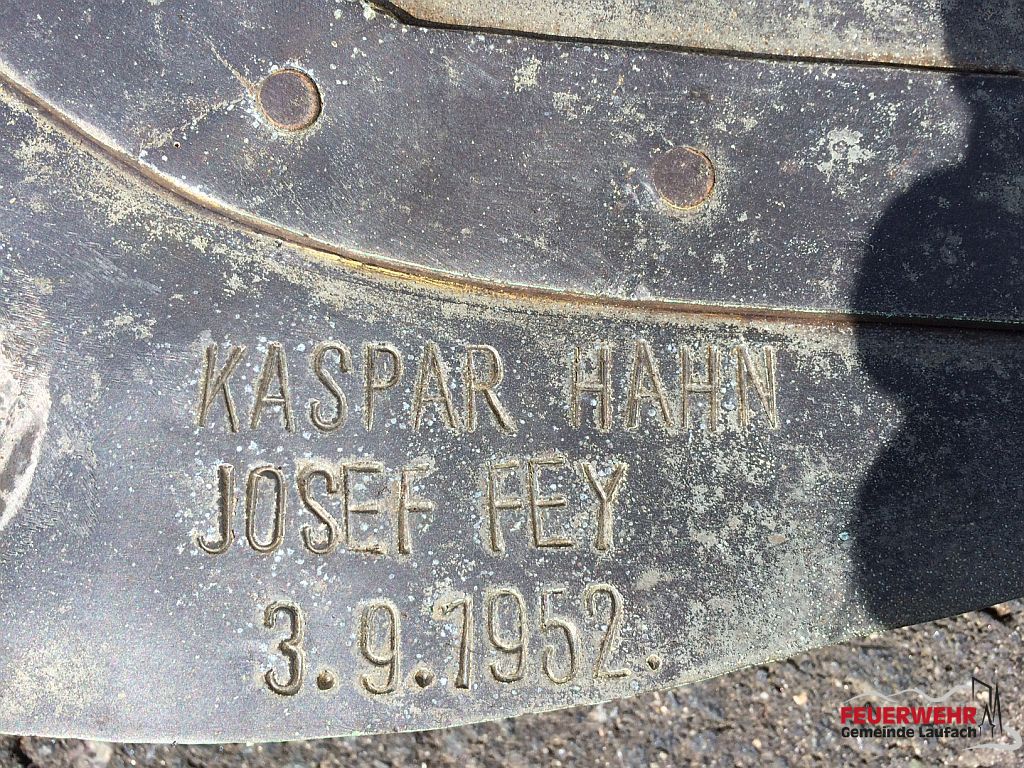 KASPAR HAHN
JOSEF FEY
3.9.1952.
FEUERWEHR
Gemeinde Laufach